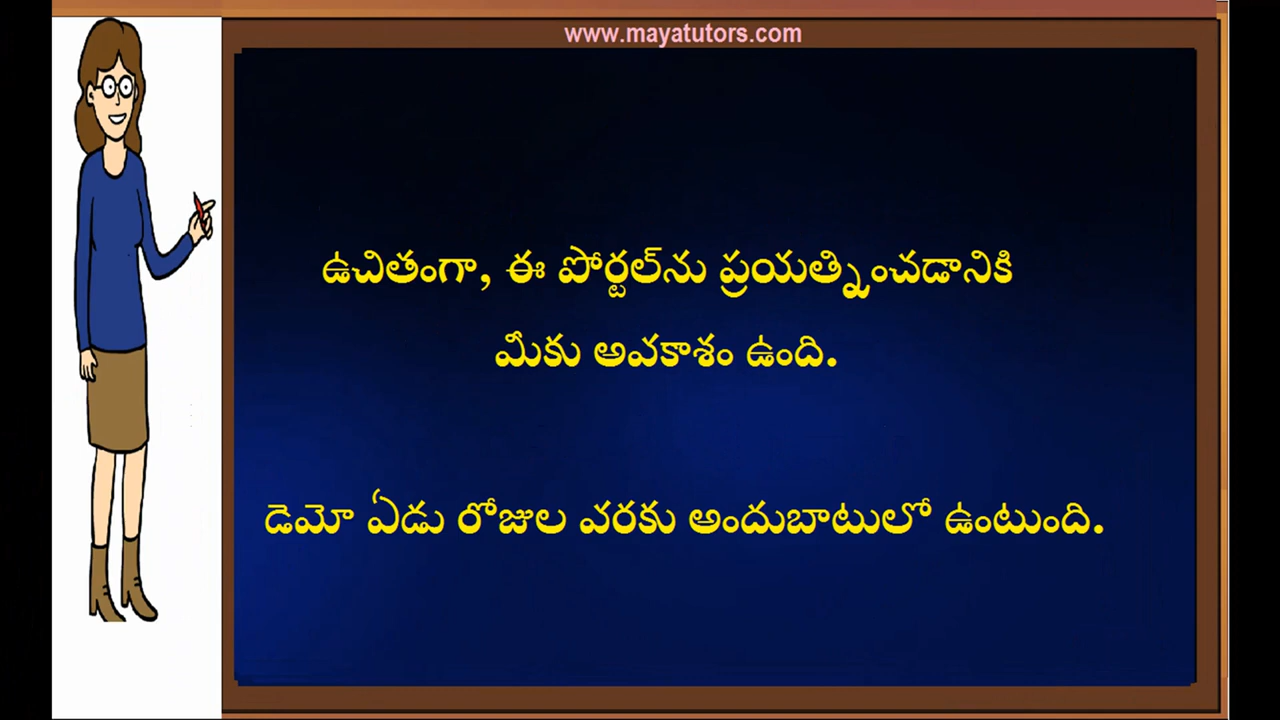 www.mayatutors.com
ఉచితంగా, ఈ పోర్టల్‌ను ప్రయత్నించడానికి
మీకు అవకాశం ఉంది.
డెమో ఏడు రోజుల వరకు అందుబాటులో ఉంటుంది.